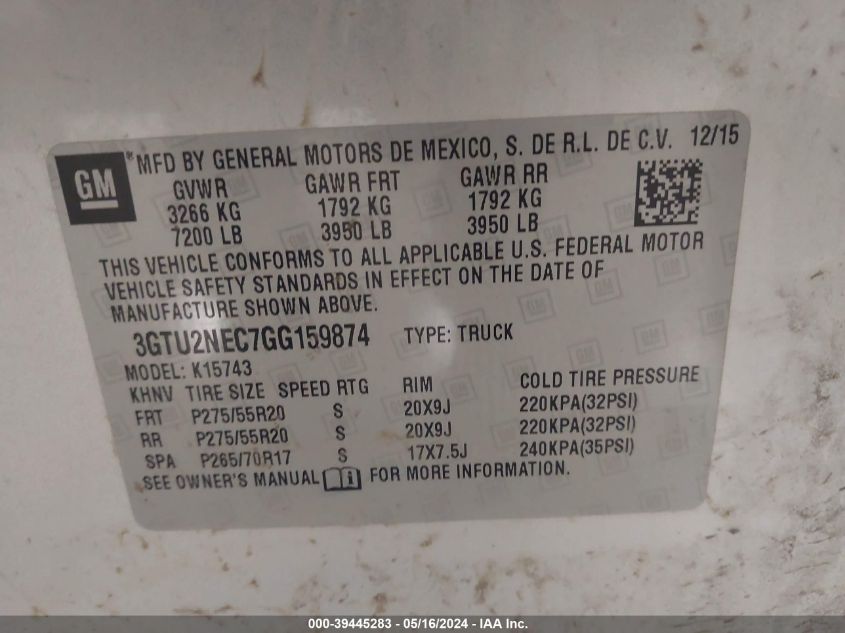 GM
*MFD BY GENERAL MOTORS DE MEXICO, S. DE R.L. DE C.V. 12/15
GVWR GAWR FRT GAWR RR
3266 KG 1792 KG 1792 KG
7200 LB 3950 LB 3950 LB
THIS VEHICLE CONFORMS TO ALL APPLICABLE U.S. FEDERAL MOTOR
VEHICLE SAFETY STANDARDS IN EFFECT ON THE DATE OF
MANUFACTURE SHOWN ABOVE.
3GTU2NEC7GG159874 TYPE: TRUCK
MODEL: K15743
KHNV TIRE SIZE SPEED RTG RIM COLD TIRE PRESSURE
FRT P275/55R20 S 20X9J 220KPA(32PSI)
RR P275/55R20 S 20X9J 220KPA(32PSI)
SPA P265/70R17 S 17X7.5J 240KPA(35PSI)
SEE OWNER'S MANUAL i FOR MORE INFORMATION.
000-39445283 - 05/16/2024 - IAA Inc.